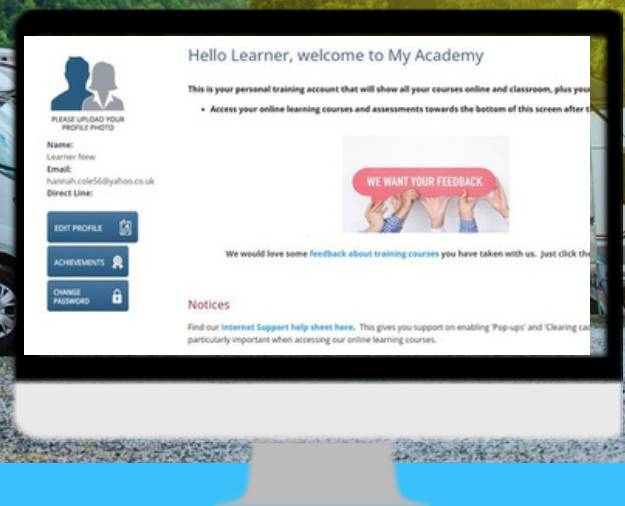 Hello Learner, welcome to My Academy
This is your personal training account that will show all your courses online and classroom, plus your
Access your online learning courses and assessments towards the bottom of this screen after
PLEASE UPLOAD YOUR
PROFILE PHOTO
Name:
Learner New
Email:
hannah.cole56@yahoo.co.uk
Direct Line:
WE WANT YOUR FEEDBACK
EDIT PROFILE
ACHIEVEMENTS
CHANGE
PASSWORD
We would love some feedback about training courses you have taken with us. Just click the
Notices
Find our Internet Support help sheet here. This gives you support on enabling 'Pop-ups' and 'Clearing
particularly important when accessing our online learning courses.